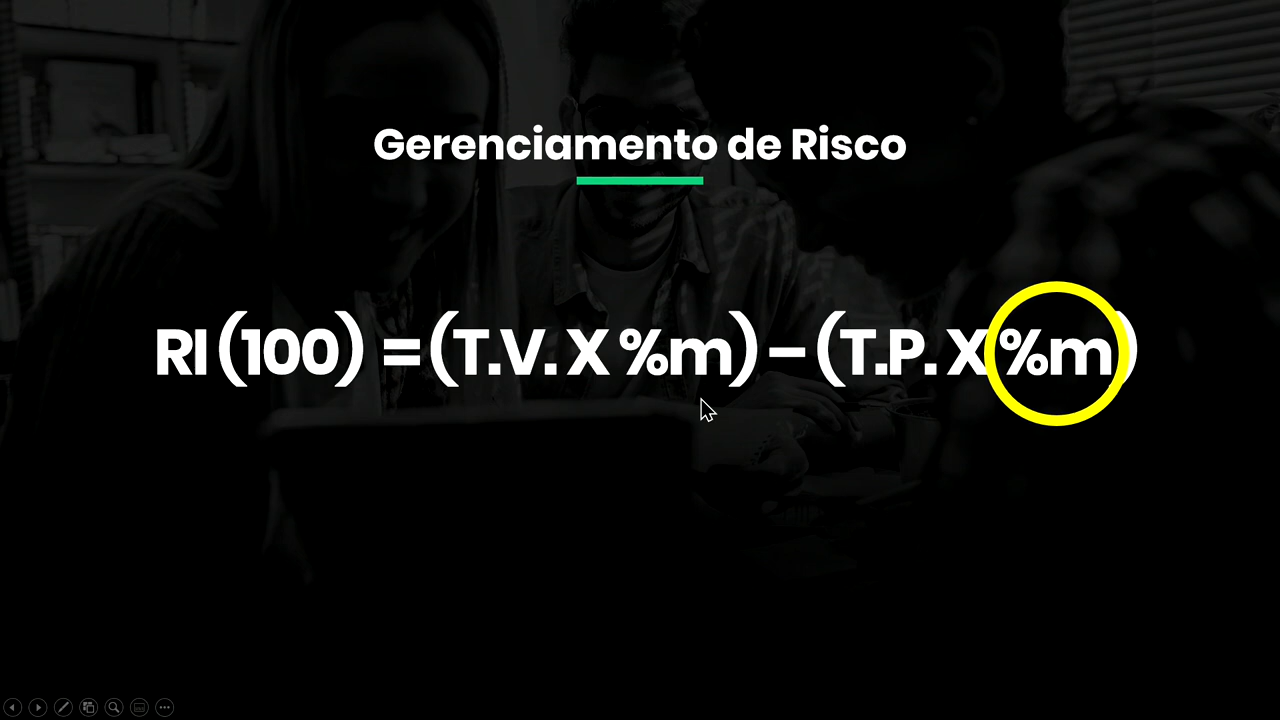 Gerenciamento de Risco
RI (100) = (T.V. X %m) – (T.P. X %m)